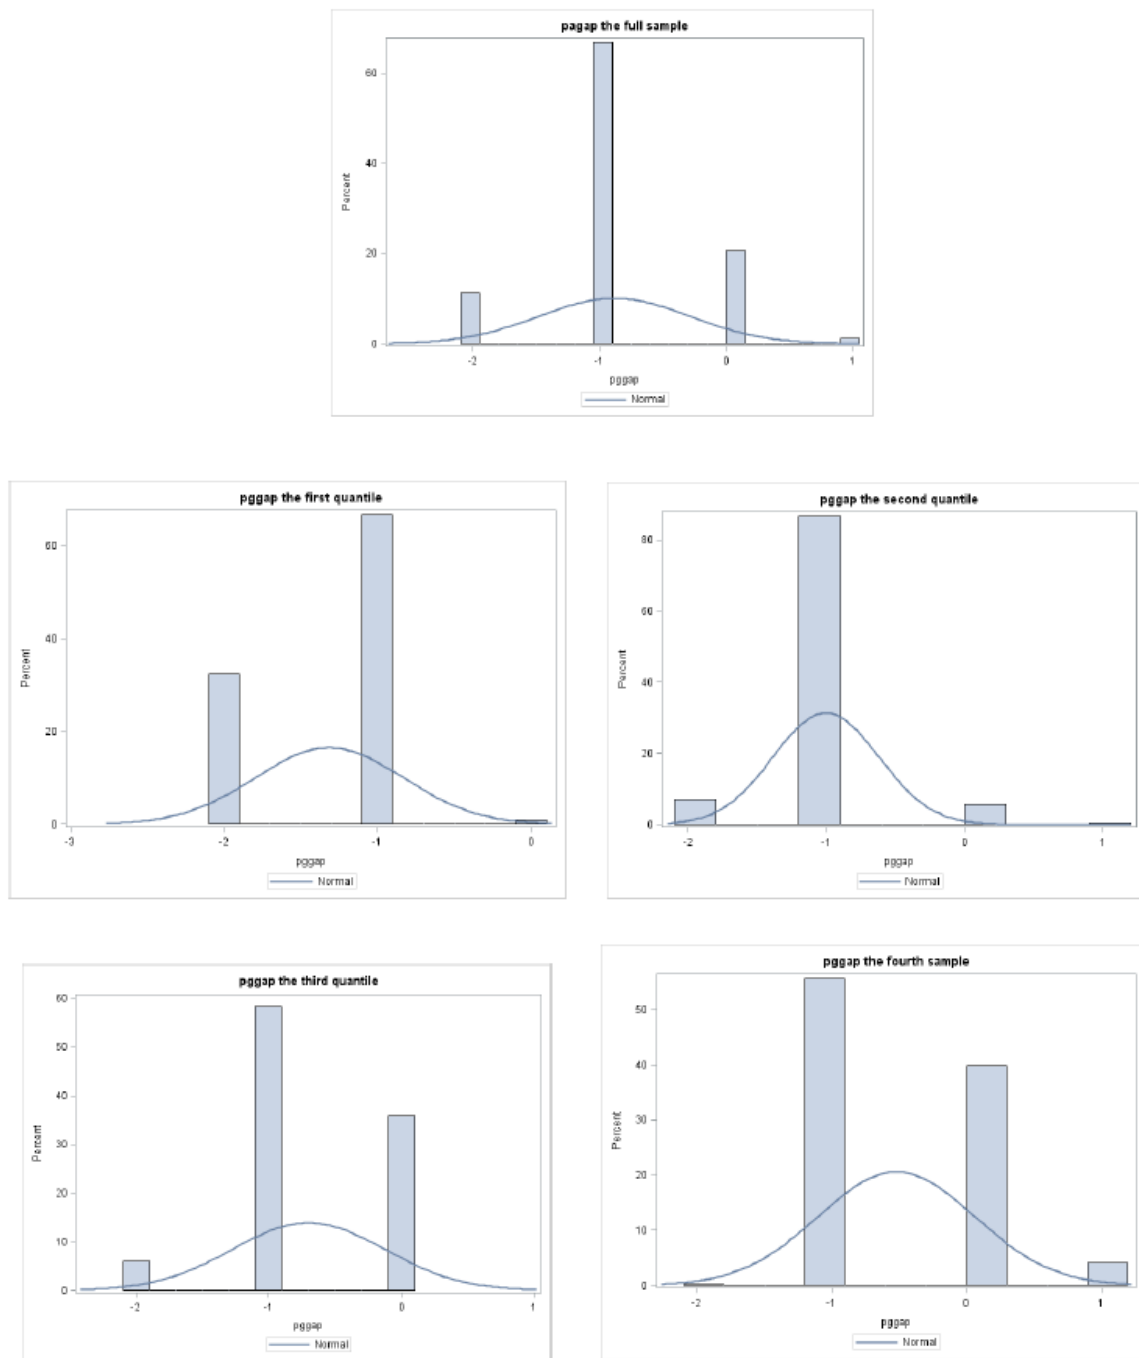 pagap the full sample
60
40
20
0
Percent
-2 -1 0 1
pggap
Normal
pggap the first quantile
60
40
20
0
Percent
-3 -2 -1 0
pggap
Normal
pggap the second quantile
80
60
40
20
0
Percent
-2 -1 0 1
pggap
Normal
pggap the third quantile
60
50
40
30
20
10
0
Percent
-2 -1 0 1
pggap
Normal
pggap the fourth sample
50
40
30
20
10
0
Percent
-2 -1 0 1
pggap
Normal